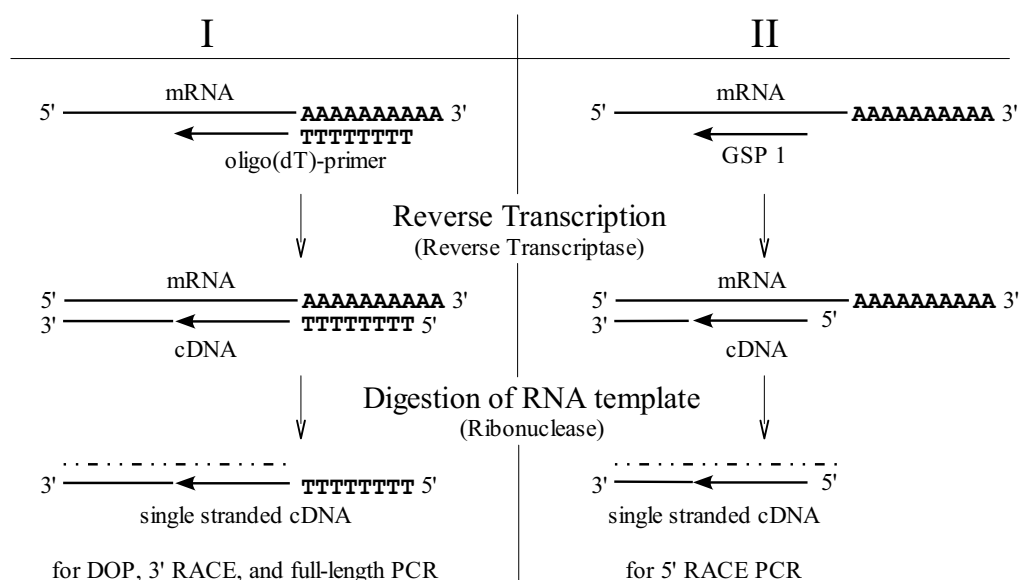 I II
mRNA mRNA
5' AAAAAAAAAA 3' 5' AAAAAAAAAA 3'
TTTTTTTT
oligo(dT)-primer GSP 1
Reverse Transcription
(Reverse Transcriptase)
mRNA mRNA
5' AAAAAAAAAA 3' 5' AAAAAAAAAA 3'
3' TTTTTTTT 5' 3' 5'
cDNA cDNA
Digestion of RNA template
(Ribonuclease)
3' TTTTTTTT 5' 3' 5'
single stranded cDNA single stranded cDNA
for DOP, 3' RACE, and full-length PCR for 5' RACE PCR